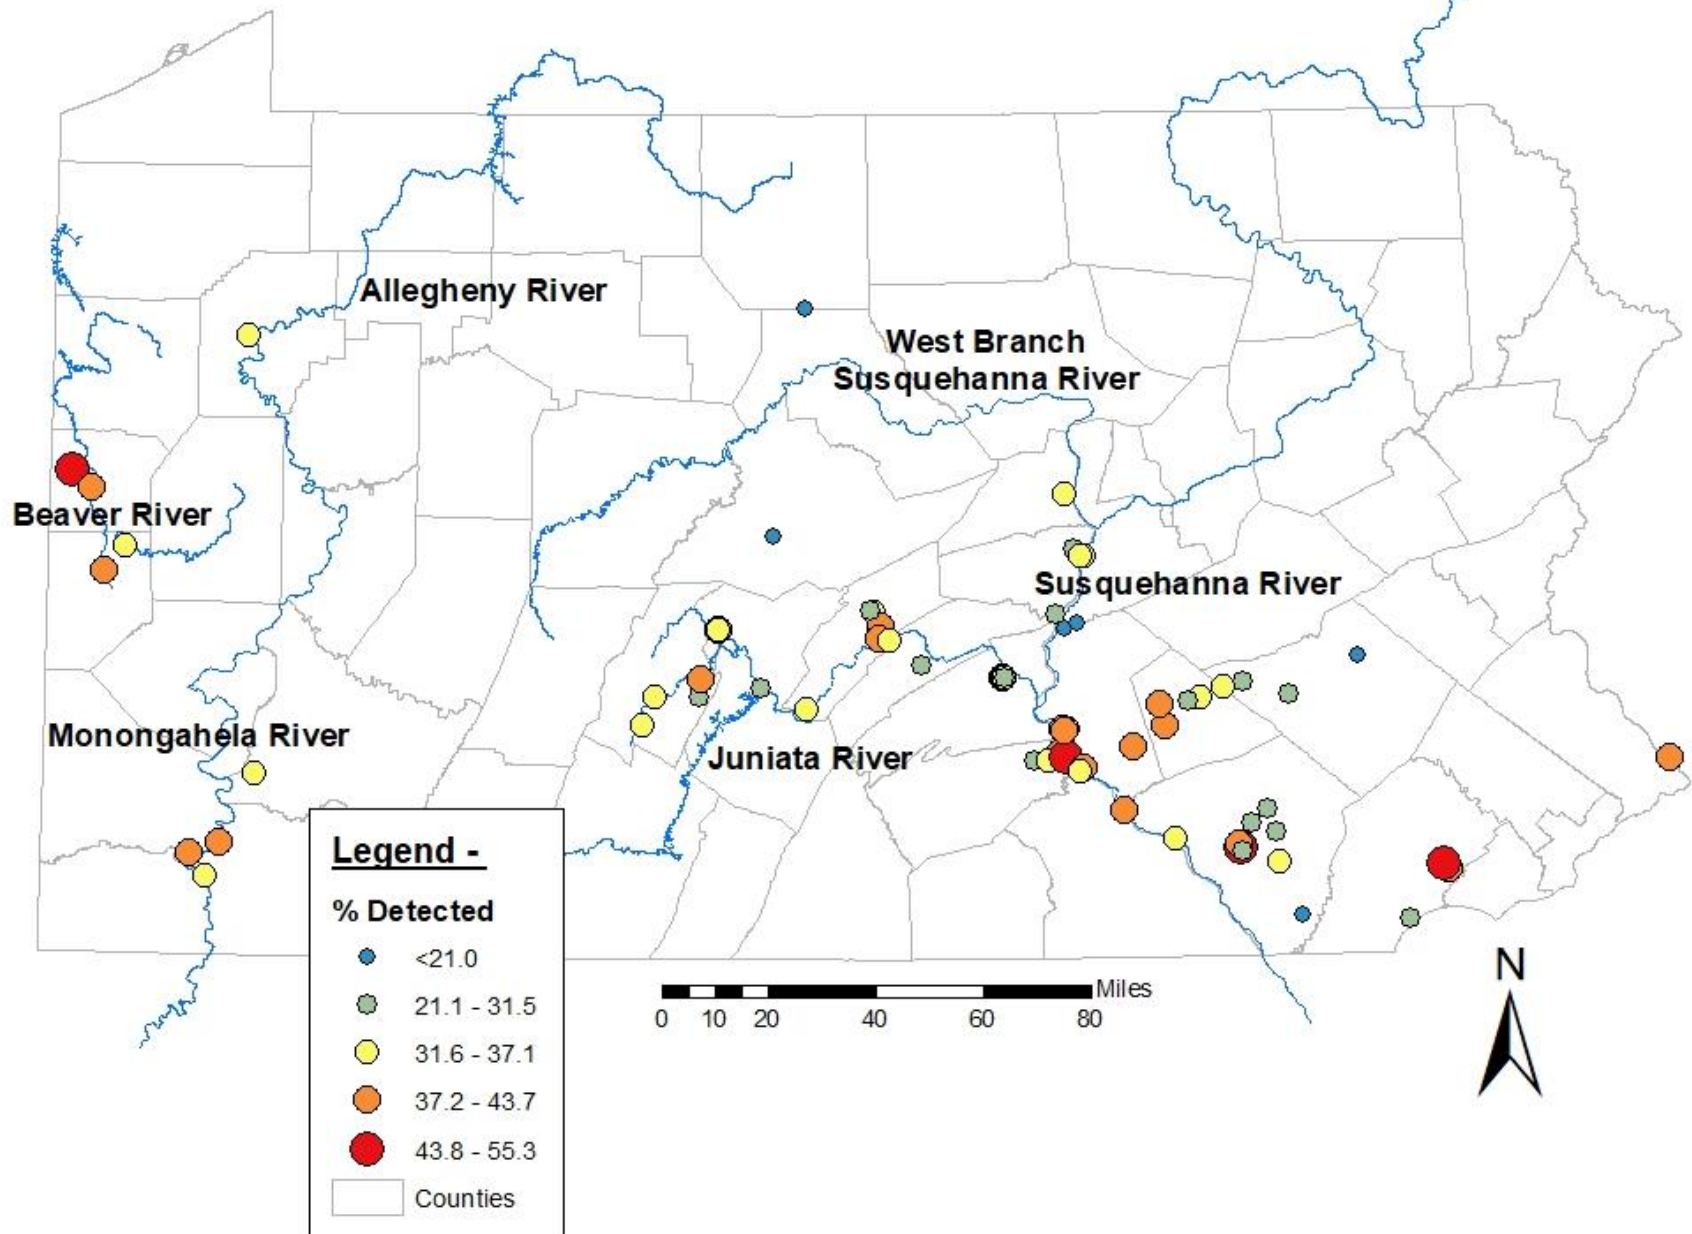 Allegheny River
West Branch
Susquehanna River
Beaver River
Susquehanna River
Monongahela River
Juniata River
Legend -
% Detected
<21.0
21.1 - 31.5
31.6 - 37.1
37.2 - 43.7
43.8 - 55.3
Counties
Miles
0 10 20 40 60 80
N